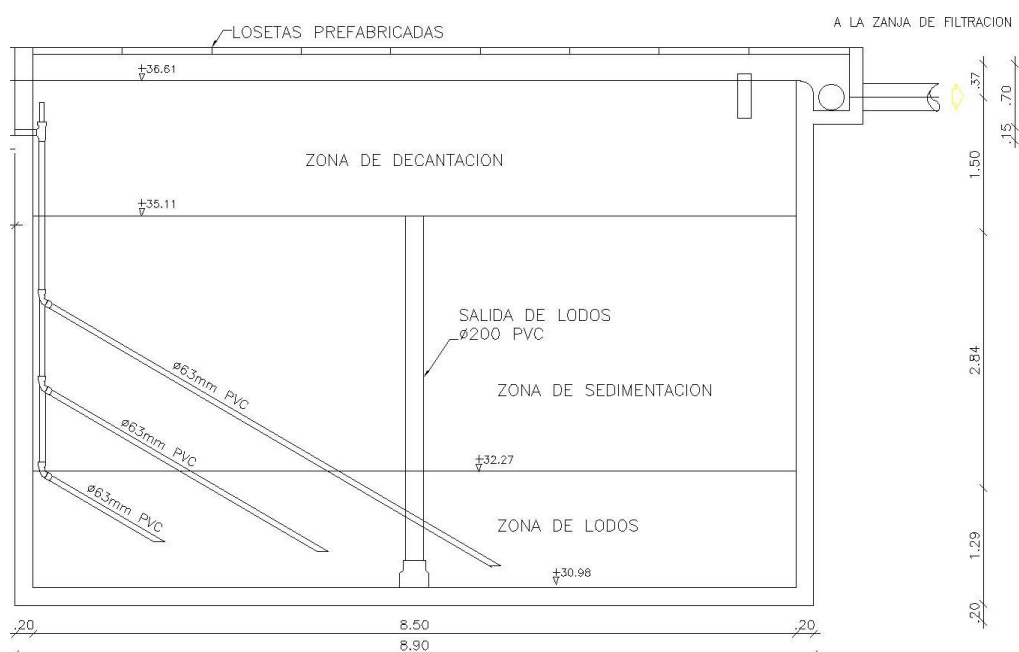 A LA ZANJA DE FILTRACION
LOSETAS PREFABRICADAS
+36.61
.37
.70
.15
ZONA DE DECANTACION
1.50
+35.11
SALIDA DE LODOS
ø200 PVC
2.84
ø63mm PVC
ZONA DE SEDIMENTACION
ø63mm PVC
+32.27
ø63mm PVC
ZONA DE LODOS
1.29
+30.98
.20
.20
8.50
.20
8.90